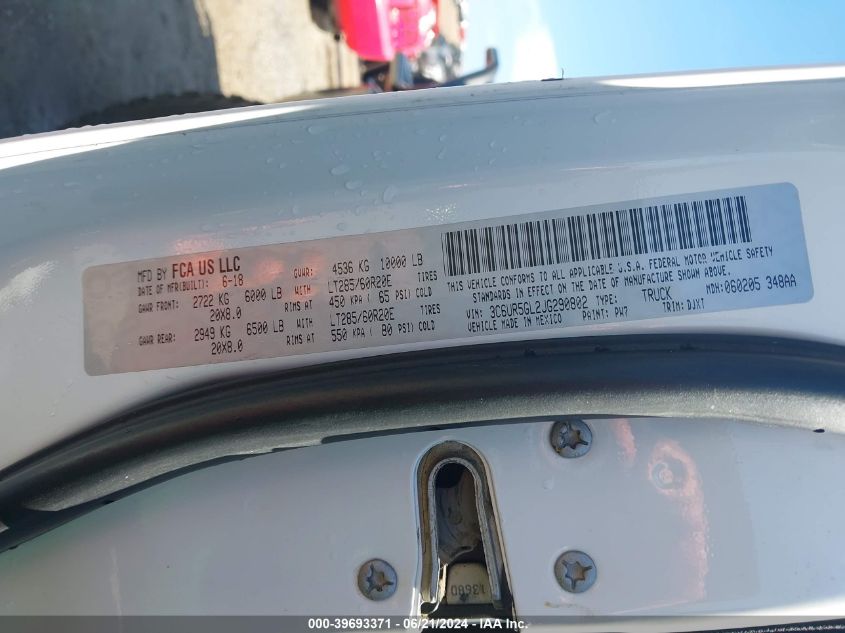 MFD BY FCA US LLC
DATE OF MFR(BUILT): 6-18 GVWR: 4536 KG 10000 LB
GAWR FRONT: 2722 KG 6000 LB WITH LT285/60R20E TIRES
20X8.0 RIMS AT 450 KPA ( 65 PSI) COLD
GAWR REAR: 2949 KG 6500 LB WITH LT285/60R20E TIRES
20X8.0 RIMS AT 550 KPA ( 80 PSI) COLD
THIS VEHICLE CONFORMS TO ALL APPLICABLE U.S.A. FEDERAL MOTOR VEHICLE SAFETY
STANDARDS IN EFFECT ON THE DATE OF MANUFACTURE SHOWN ABOVE.
VIN: 3C6UR5GL2JG290802 TYPE: TRUCK MDH: 060205 348AA
VEHICLE MADE IN MEXICO PAINT: PW7 TRIM: DJX7
13680
000-39693371 - 06/21/2024 - IAA Inc.